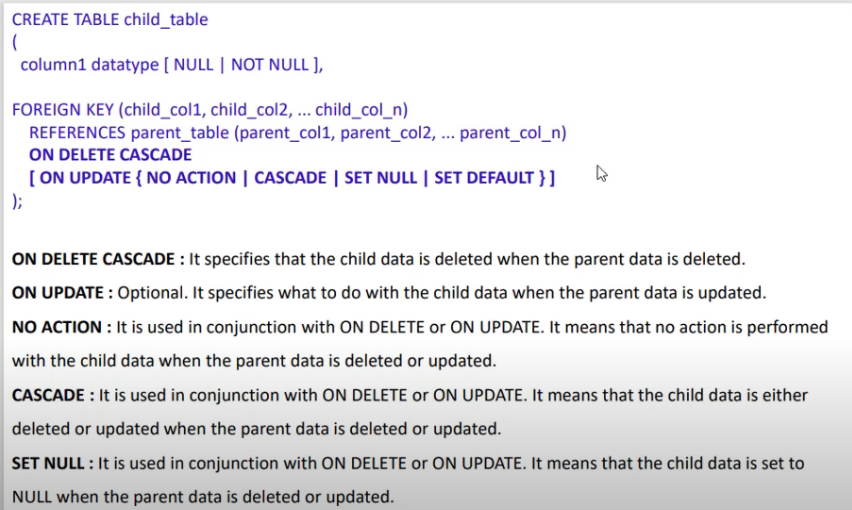 CREATE TABLE child_table
(
column1 datatype [ NULL | NOT NULL ],
FOREIGN KEY (child_col1, child_col2, ... child_col_n)
REFERENCES parent_table (parent_col1, parent_col2, ... parent_col_n)
ON DELETE CASCADE
[ ON UPDATE { NO ACTION | CASCADE | SET NULL | SET DEFAULT } ]
);
ON DELETE CASCADE : It specifies that the child data is deleted when the parent data is deleted.
ON UPDATE : Optional. It specifies what to do with the child data when the parent data is updated.
NO ACTION : It is used in conjunction with ON DELETE or ON UPDATE. It means that no action is performed
with the child data when the parent data is deleted or updated.
CASCADE : It is used in conjunction with ON DELETE or ON UPDATE. It means that the child data is either
deleted or updated when the parent data is deleted or updated.
SET NULL : It is used in conjunction with ON DELETE or ON UPDATE. It means that the child data is set to
NULL when the parent data is deleted or updated.